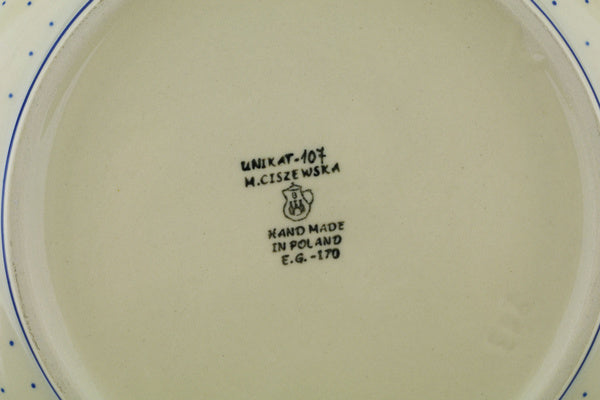 UNIKAT-107
M.CISZEWSKA
B
HAND MADE
IN POLAND
E.G.-170